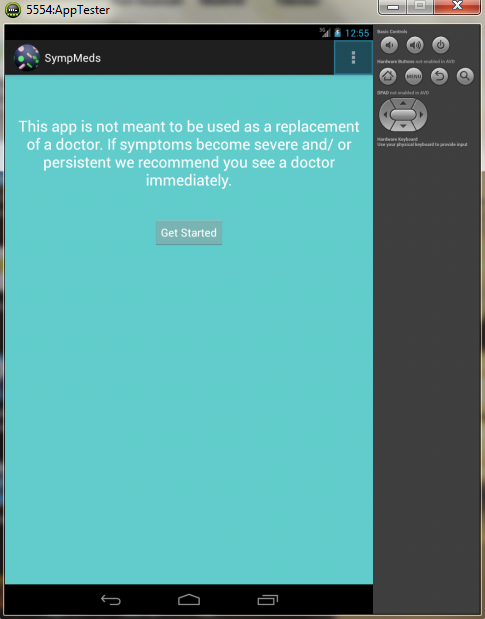 5554:AppTester
3G 12:55
SympMeds
This app is not meant to be used as a replacement
of a doctor. If symptoms become severe and/ or
persistent we recommend you see a doctor
immediately.
Get Started
Basic Controls
Hardware Buttons not enabled in AVD
MENU
DPAD not enabled in AVD
Hardware Keyboard
Use your physical keyboard to provide input